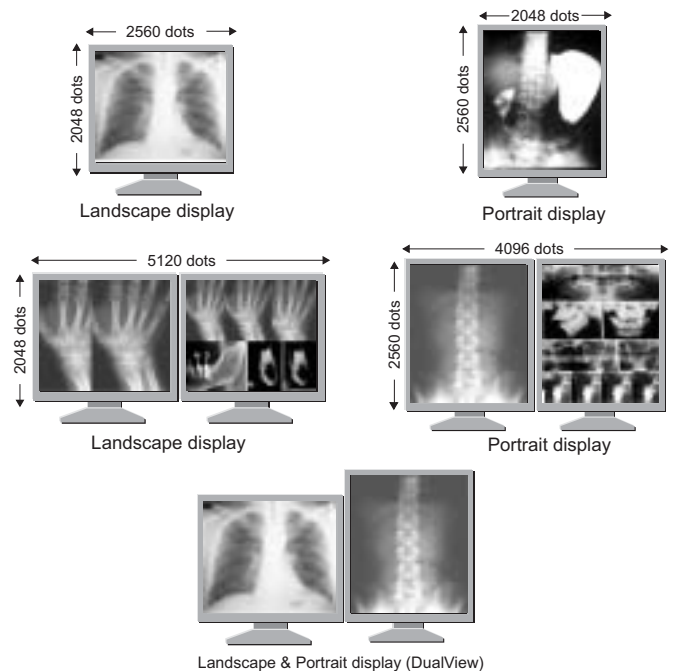 2560 dots
2048 dots
Landscape display
2048 dots
2560 dots
Portrait display
5120 dots
2048 dots
Landscape display
4096 dots
2560 dots
Portrait display
Landscape & Portrait display (DualView)